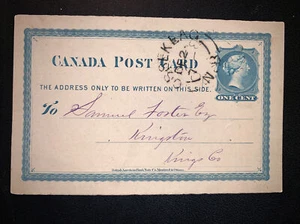 CANADA POST CARD
THE ADDRESS ONLY TO BE WRITTEN ON THIS SIDE.
ONE CENT
To Samuel Foster Esq
Kingston
Kings Co